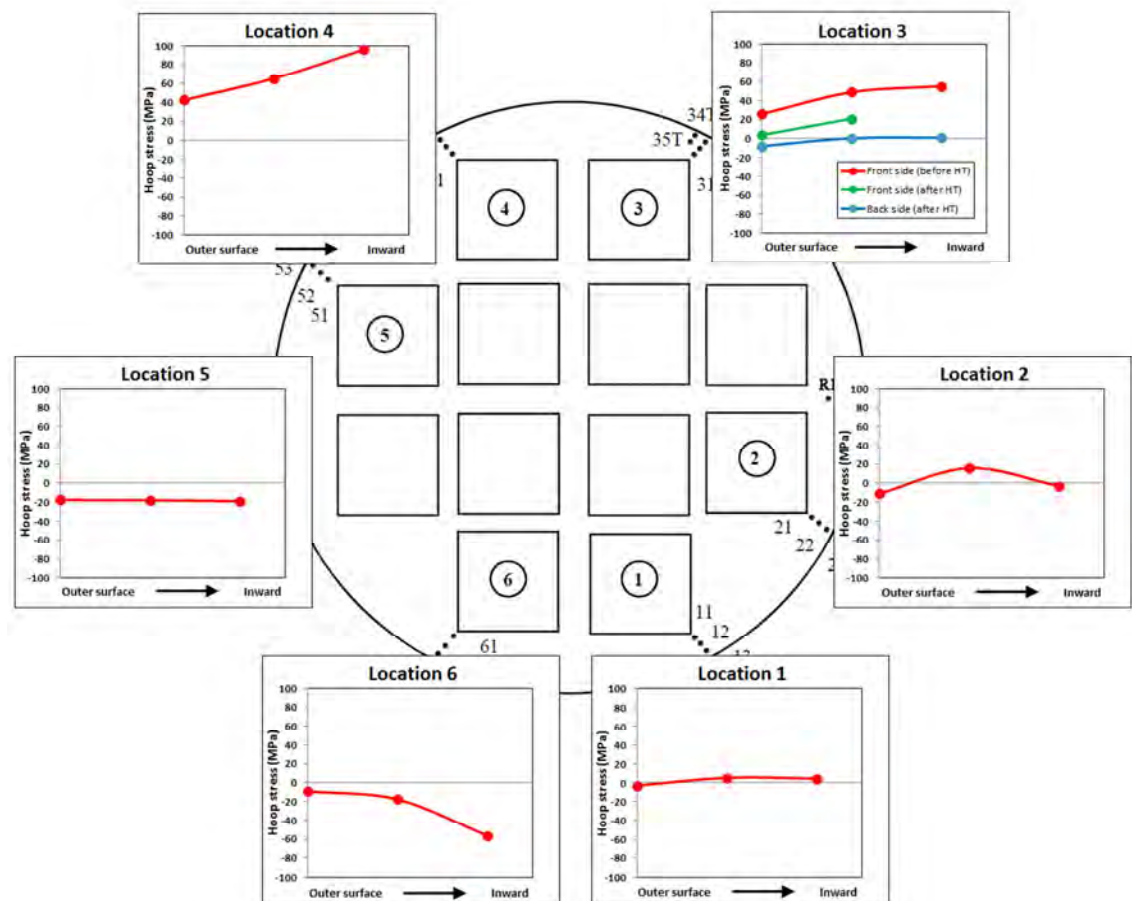 Location 4
100
80
60
40
20
0
-20
-40
-60
-80
-100
Hoop stress (MPa)
Outer surface
Inward
Location 3
100
80
60
40
20
0
-20
-40
-60
-80
-100
Hoop stress (MPa)
Front side (before HT)
Front side (after HT)
Back side (after HT)
Outer surface
Inward
34T
35T
31
1
4
3
53
52
51
5
Location 5
100
80
60
40
20
0
-20
-40
-60
-80
-100
Hoop stress (MPa)
Outer surface
Inward
Location 2
100
80
60
40
20
0
-20
-40
-60
-80
-100
Hoop stress (MPa)
Outer surface
Inward
2
21
22
6
1
61
11
12
Location 6
100
80
60
40
20
0
-20
-40
-60
-80
-100
Hoop stress (MPa)
Outer surface
Inward
Location 1
100
80
60
40
20
0
-20
-40
-60
-80
-100
Hoop stress (MPa)
Outer surface
Inward